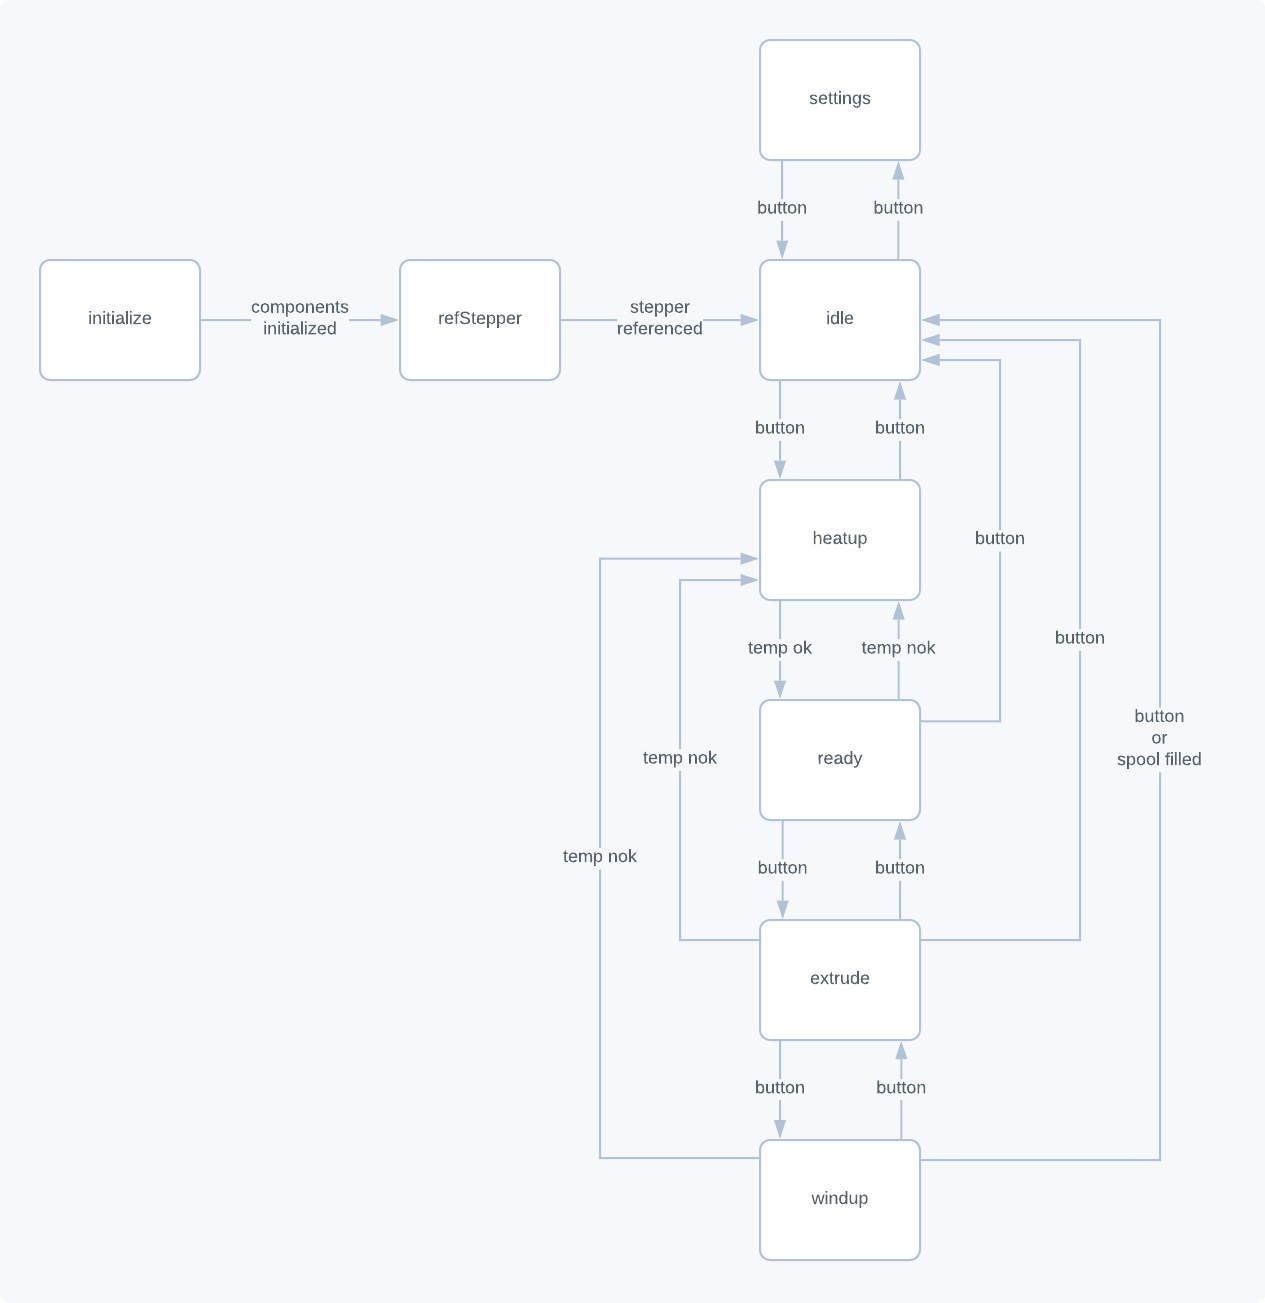 settings
button
button
initialize
components
initialized
refStepper
stepper
referenced
idle
button
button
heatup
button
button
temp ok
temp nok
button
or
spool filled
temp nok
ready
temp nok
button
button
extrude
button
button
windup